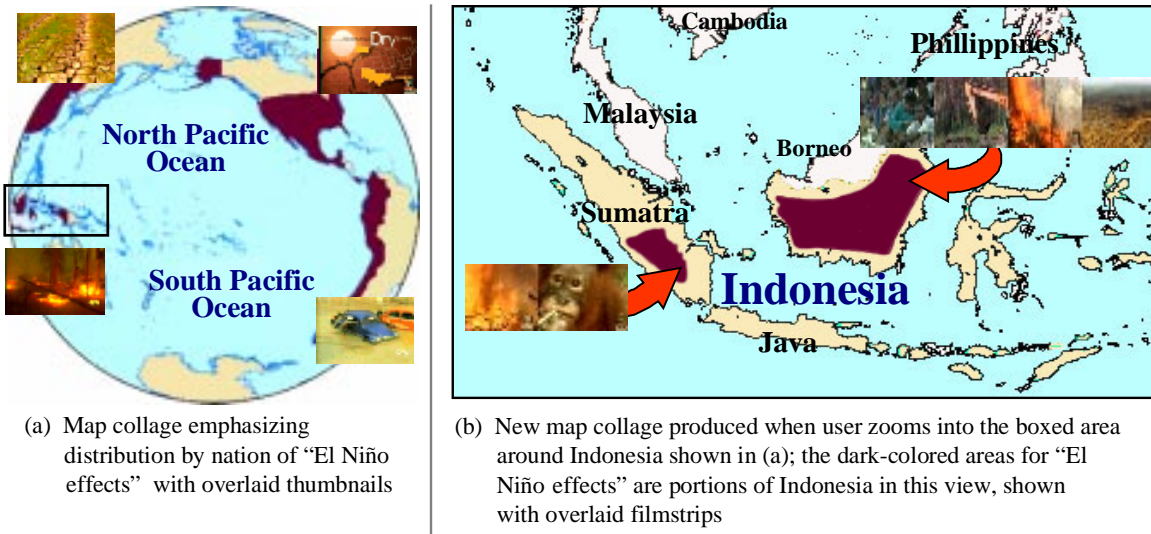 Dry
North Pacific
Ocean
South Pacific
Ocean
(a) Map collage emphasizing
distribution by nation of “El Niño
effects” with overlaid thumbnails
Cambodia
Phillippines
Malaysia
Borneo
Sumatra
Indonesia
Java
(b) New map collage produced when user zooms into the boxed area
around Indonesia shown in (a); the dark-colored areas for “El
Niño effects” are portions of Indonesia in this view, shown
with overlaid filmstrips